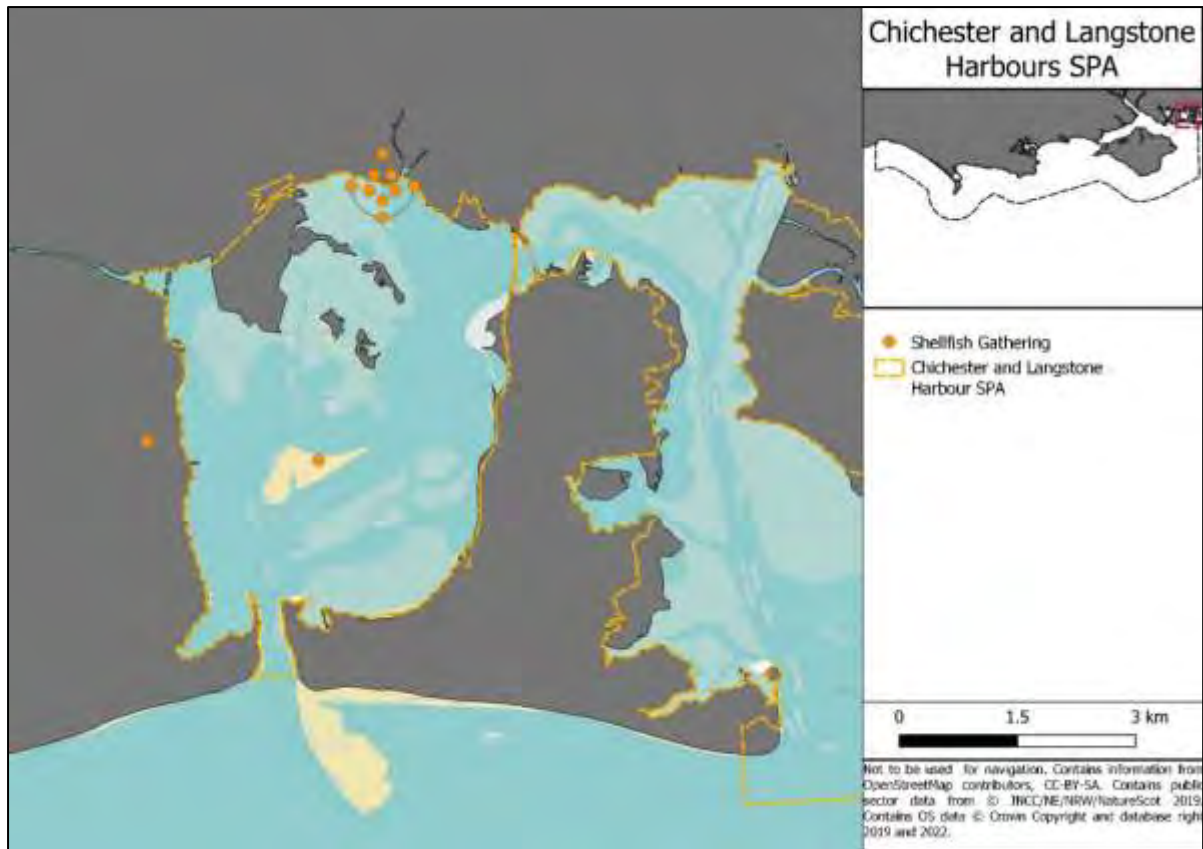 Chichester and Langstone
Harbours SPA
Shellfish Gathering
Chichester and Langstone
Harbour SPA
0 1.5 3 km
Not to be used for navigation. Contains information from
OpenStreetMap contributors, CC-BY-SA. Contains public
sector data from © JNCC/NE/NRW/NatureScot 2019.
Contains OS data © Crown Copyright and database right
2019 and 2022.